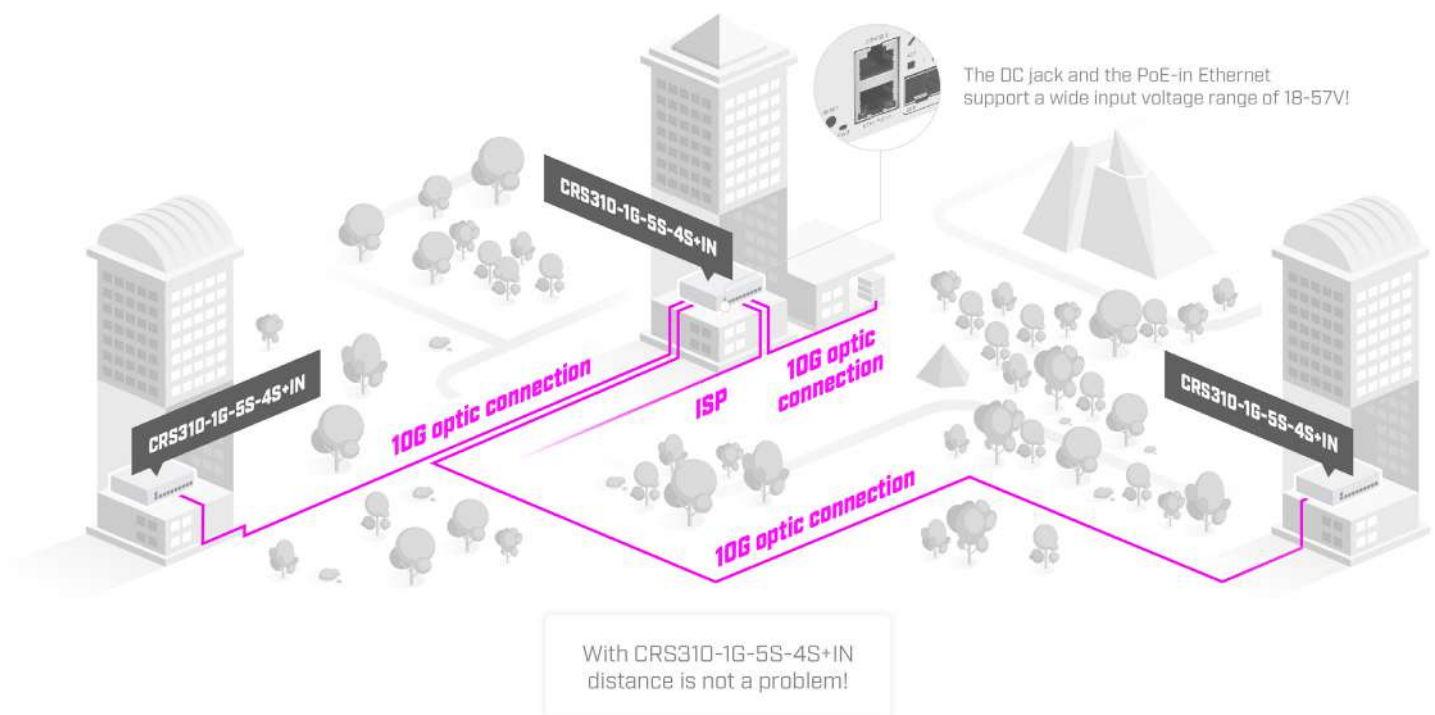 The DC jack and the PoE-in Ethernet
support a wide input voltage range of 18-57V!
CRS310-1G-5S-4S+IN
CRS310-1G-5S-4S+IN
CRS310-1G-5S-4S+IN
10G optic connection
ISP
10G optic
connection
10G optic connection
With CRS310-1G-5S-4S+IN
distance is not a problem!